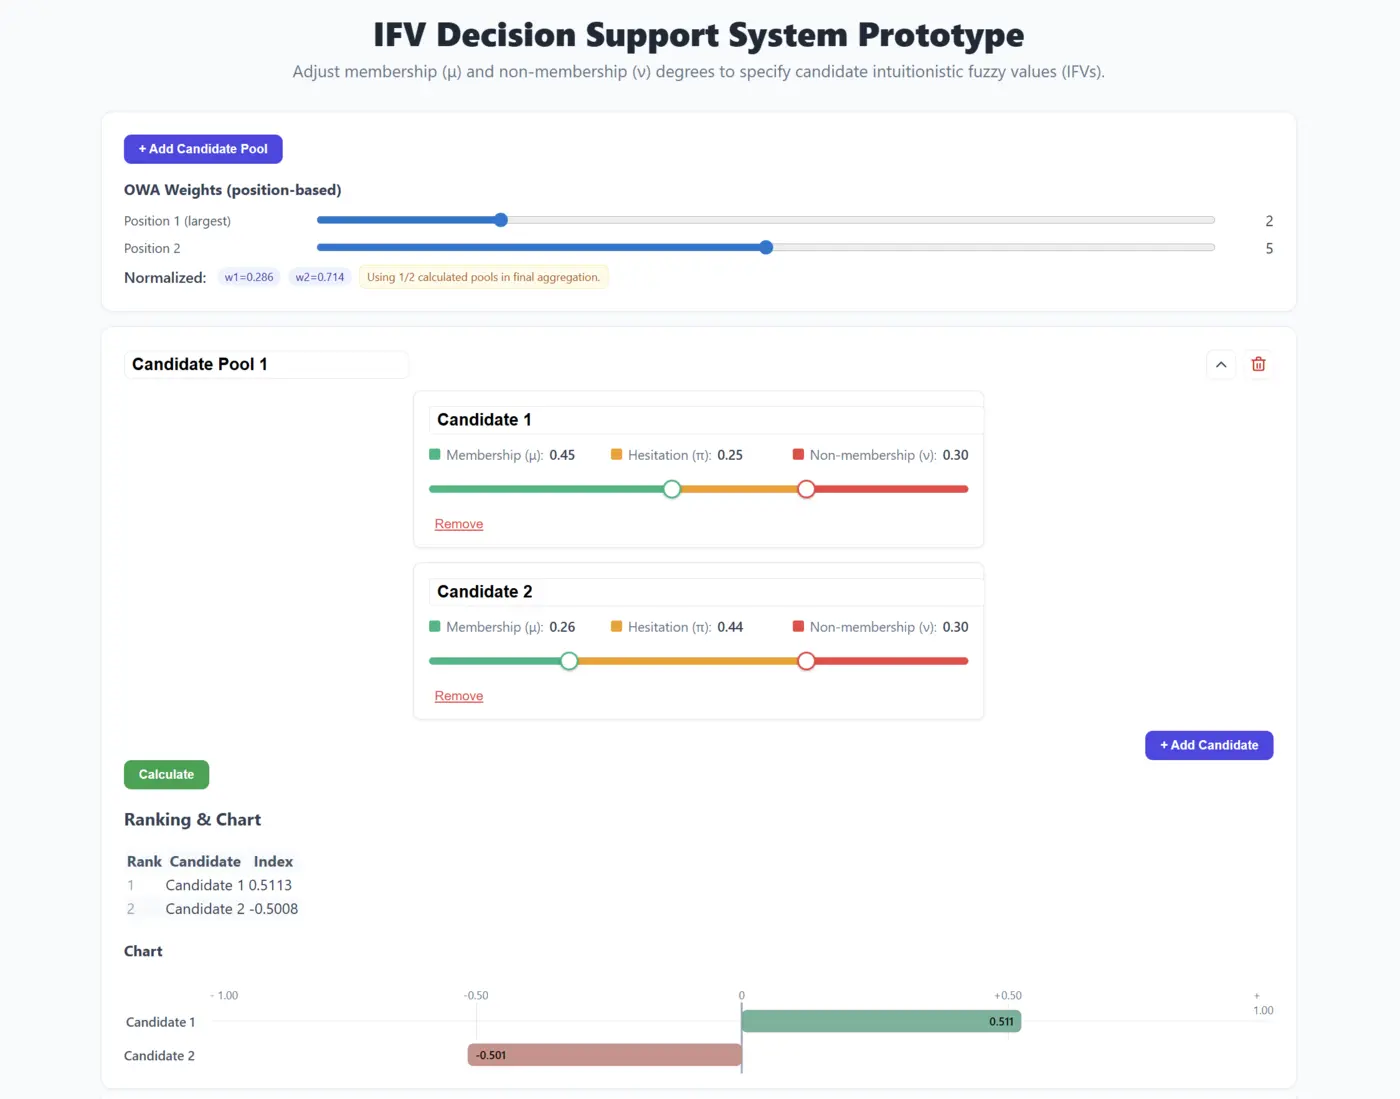 IFV Decision Support System Prototype
Adjust membership (μ) and non-membership (ν) degrees to specify candidate intuitionistic fuzzy values (IFVs).
+ Add Candidate Pool
OWA Weights (position-based)
Position 1 (largest) 2
Position 2 5
Normalized: w1=0.286 w2=0.714 Using 1/2 calculated pools in final aggregation.
Candidate Pool 1
Candidate 1
Membership (μ): 0.45 Hesitation (π): 0.25 Non-membership (ν): 0.30
Remove
Candidate 2
Membership (μ): 0.26 Hesitation (π): 0.44 Non-membership (ν): 0.30
Remove
+ Add Candidate
Calculate
Ranking & Chart
Rank Candidate Index
1 Candidate 1 0.5113
2 Candidate 2 -0.5008
Chart
- 1.00 -0.50 0 +0.50 +
1.00
Candidate 1 0.511
Candidate 2 -0.501